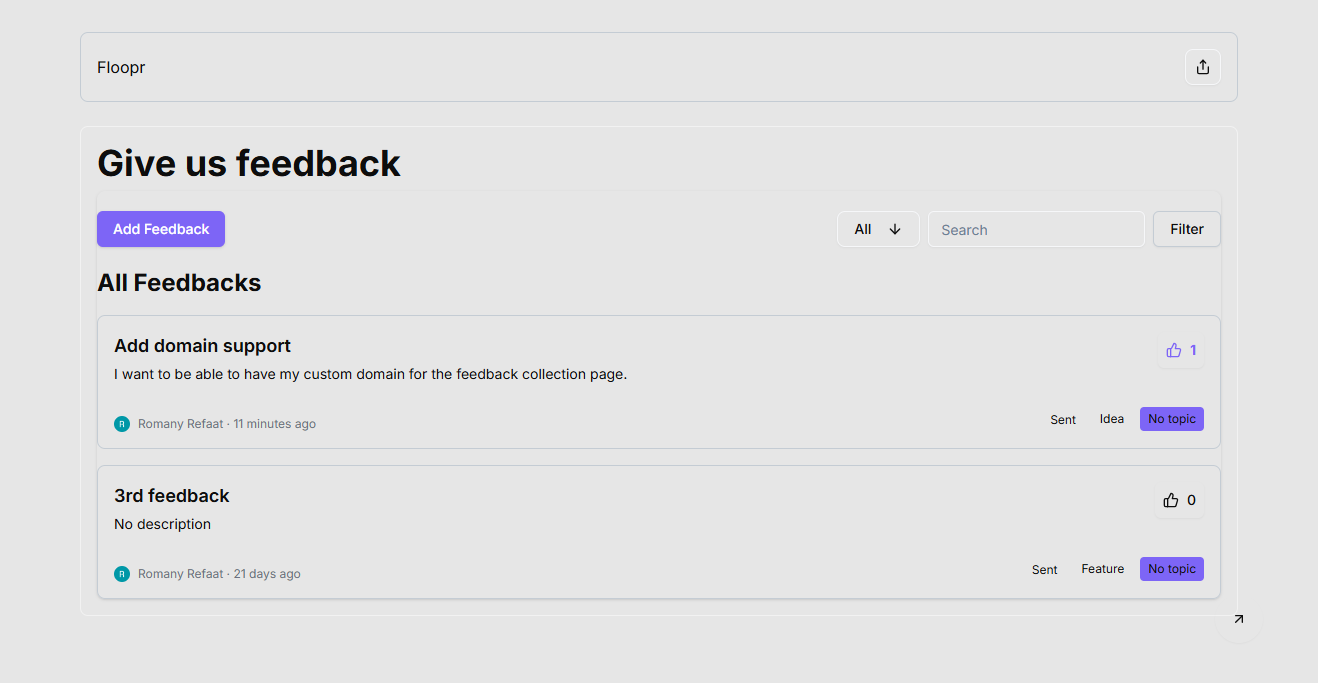 Floopr
Give us feedback
Add Feedback
All
Search
Filter
All Feedbacks
Add domain support
1
I want to be able to have my custom domain for the feedback collection page.
R
Romany Refaat · 11 minutes ago
Sent
Idea
No topic
3rd feedback
0
No description
R
Romany Refaat · 21 days ago
Sent
Feature
No topic